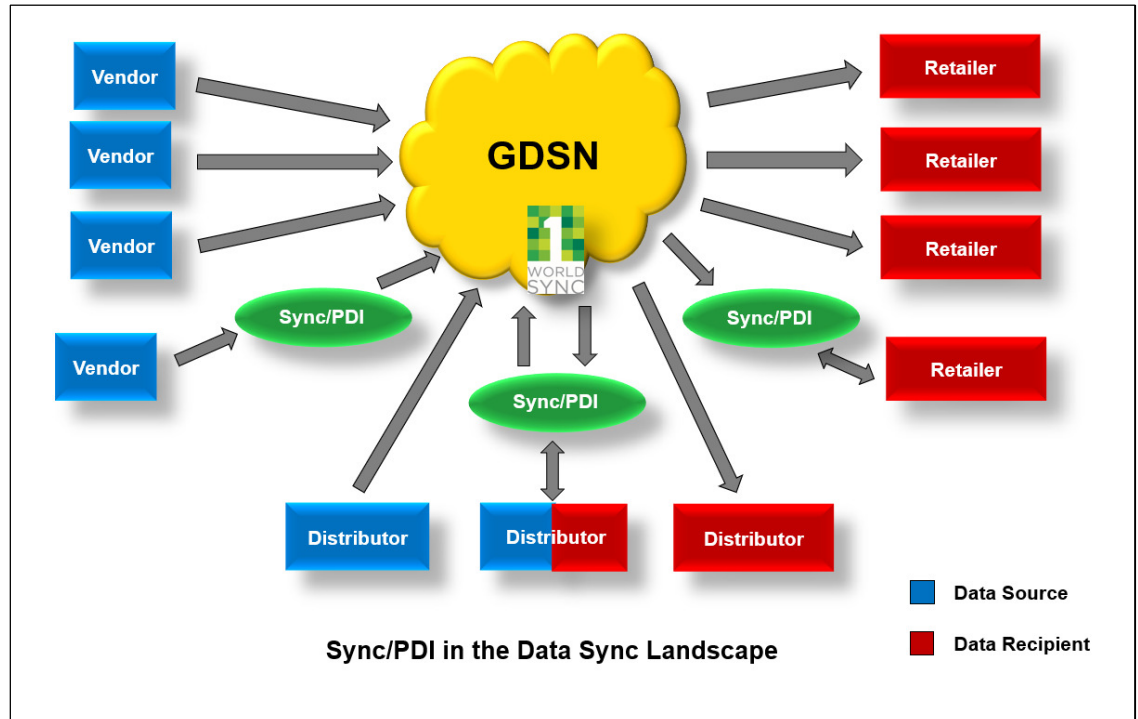 Vendor
Retailer
Vendor
GDSN
Retailer
Vendor
Retailer
1
WORLD
SYNC
Sync/PDI
Sync/PDI
Vendor
Retailer
Sync/PDI
Distributor
Distributor
Distributor
Data Source
Sync/PDI in the Data Sync Landscape
Data Recipient